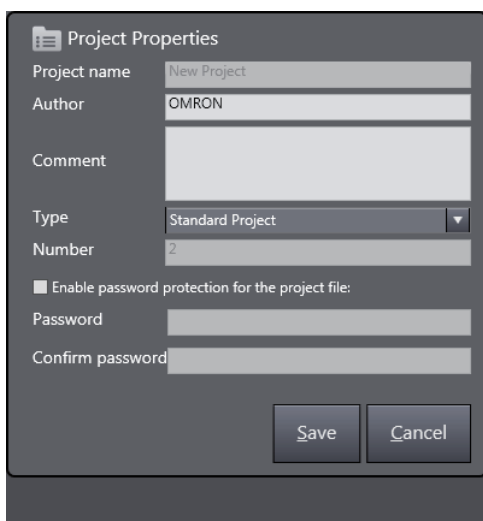 Project Properties
Project name New Project
Author OMRON
Comment
Type Standard Project
Number 2
Enable password protection for the project file:
Password
Confirm password
Save Cancel